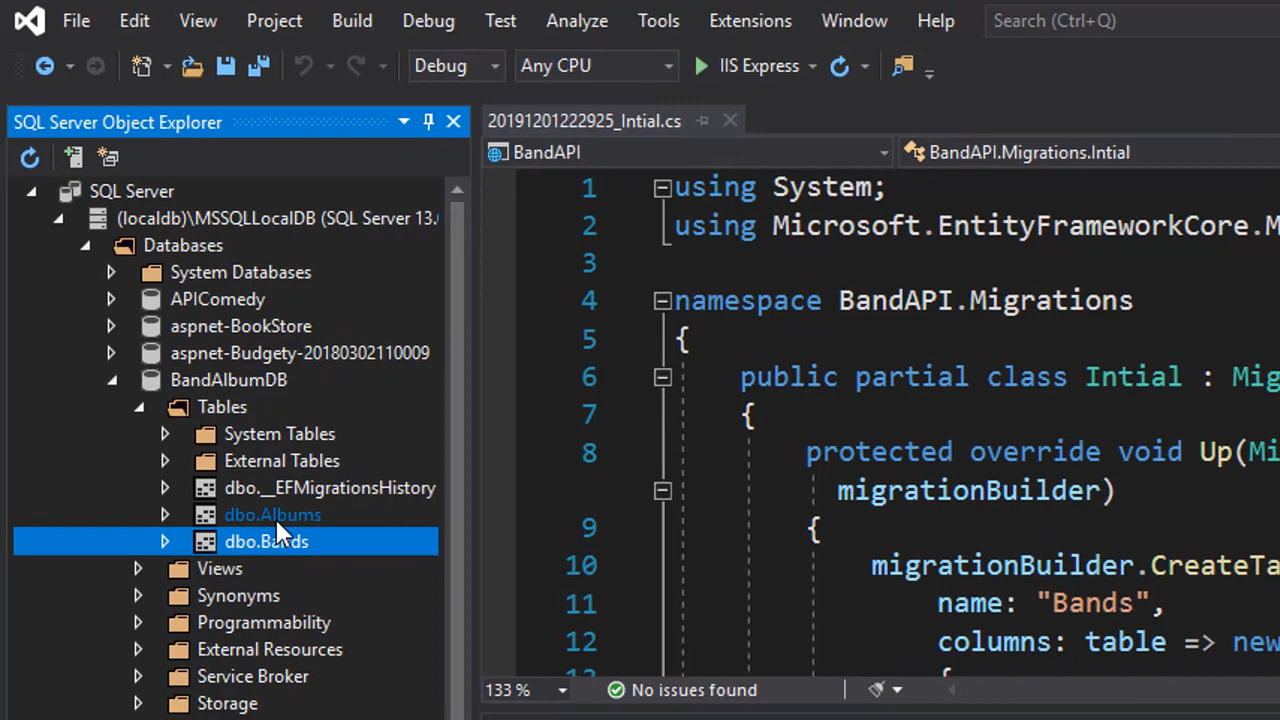 File Edit View Project Build Debug Test Analyze Tools Extensions Window Help Search (Ctrl+Q)
Debug Any CPU IIS Express
SQL Server Object Explorer
SQL Server
(localdb)\MSSQLLocalDB (SQL Server 13.
Databases
System Databases
APIComedy
aspnet-BookStore
aspnet-Budgety-20180302110009
BandAlbumDB
Tables
System Tables
External Tables
dbo.__EFMigrationsHistory
dbo.Albums
dbo.Bands
Views
Synonyms
Programmability
External Resources
Service Broker
Storage
20191201222925_Intial.cs
BandAPI BandAPI.Migrations.Intial
1 using System;
2 using Microsoft.EntityFrameworkCore.M
3
4 namespace BandAPI.Migrations
5 {
6 public partial class Intial : Mig
7 {
8 protected override void Up(Mi
migrationBuilder)
9 {
10 migrationBuilder.CreateTa
11 name: "Bands",
12 columns: table => new
{
133 % No issues found